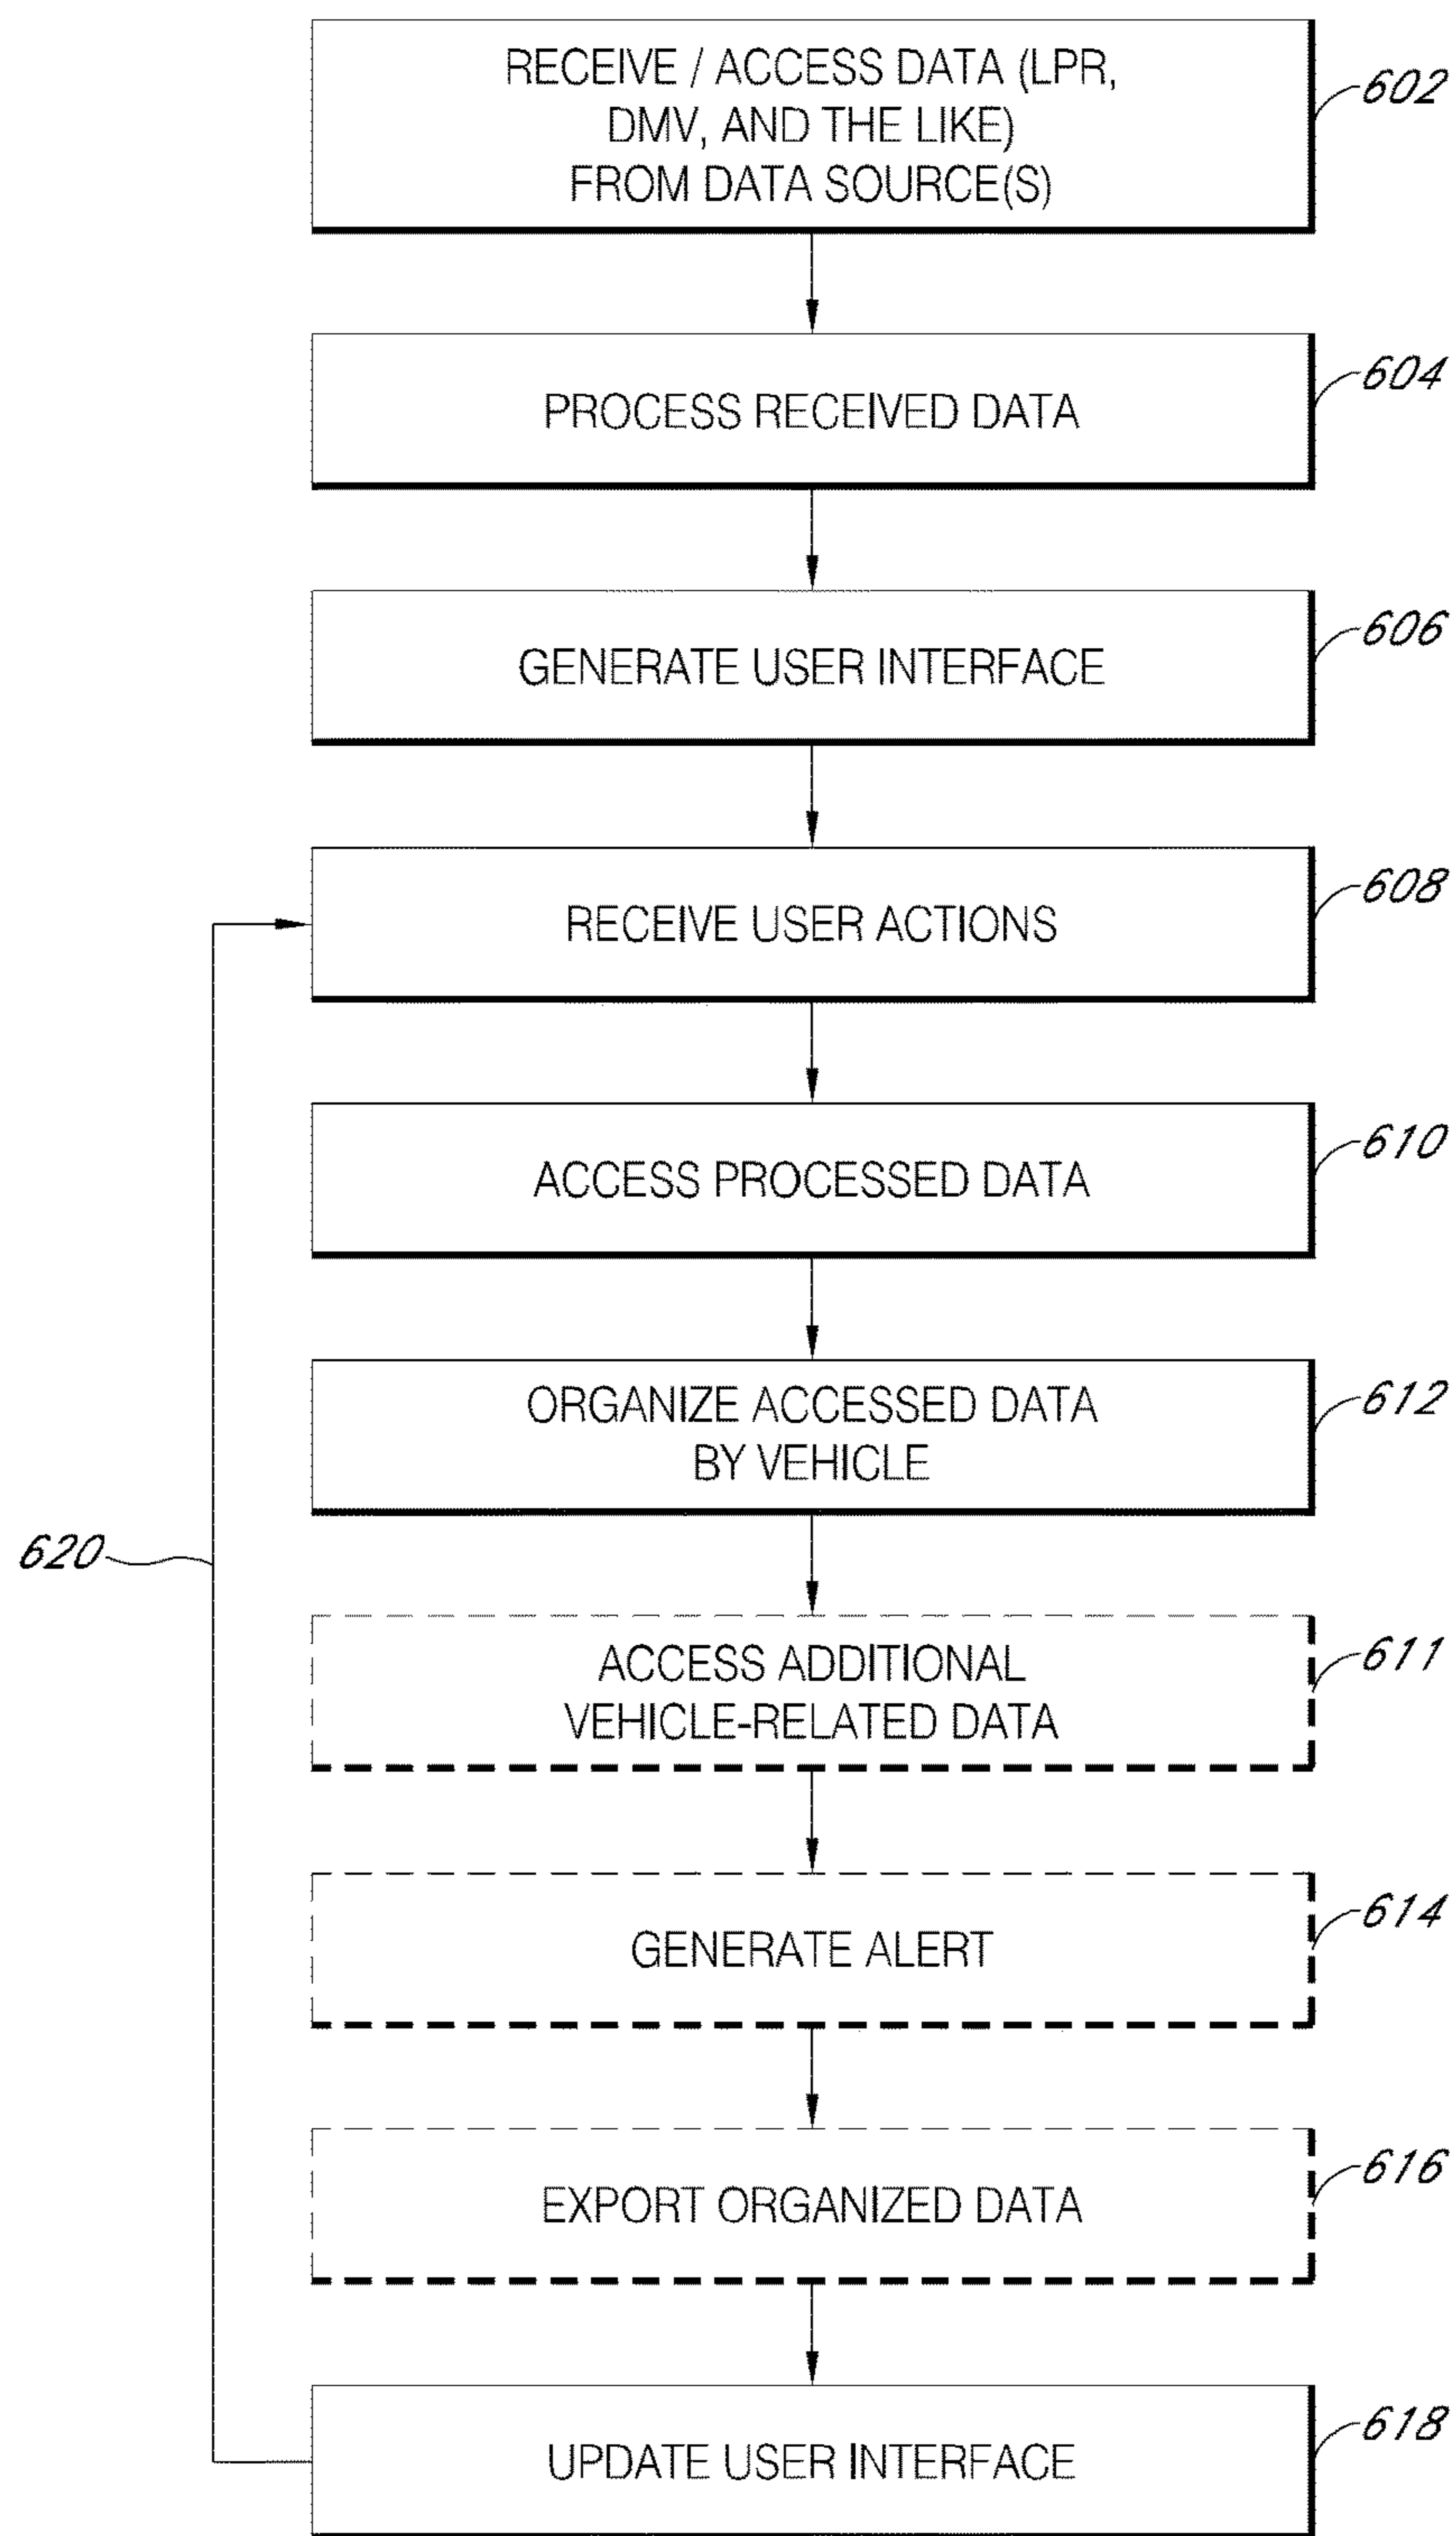 RECEIVE / ACCESS DATA (LPR,
DMV, AND THE LIKE)
FROM DATA SOURCE(S)
602
PROCESS RECEIVED DATA
604
GENERATE USER INTERFACE
606
RECEIVE USER ACTIONS
608
ACCESS PROCESSED DATA
610
ORGANIZE ACCESSED DATA
BY VEHICLE
612
620
ACCESS ADDITIONAL
VEHICLE-RELATED DATA
611
GENERATE ALERT
614
EXPORT ORGANIZED DATA
616
UPDATE USER INTERFACE
618